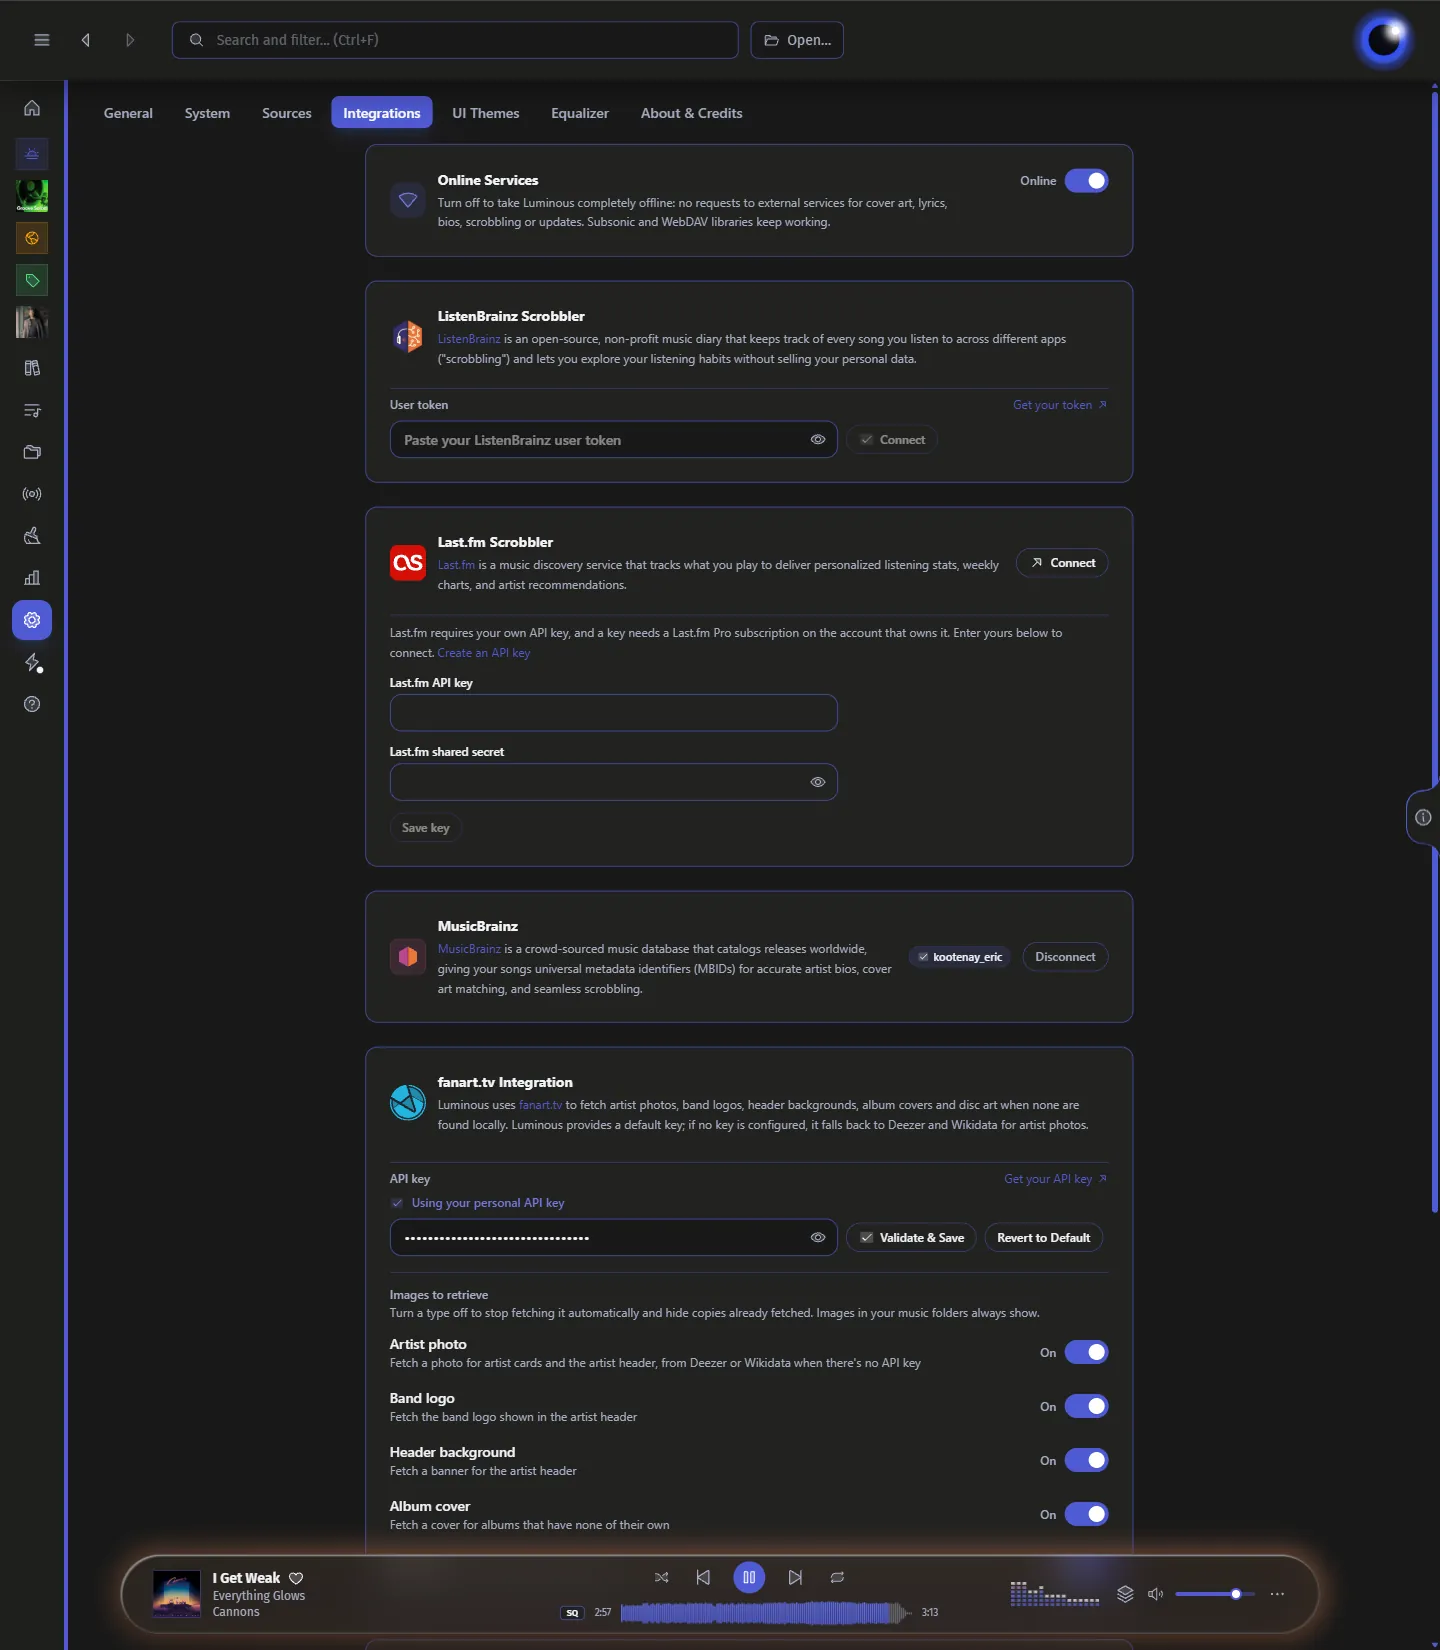 Search and filter... (Ctrl+F)
Open...
General
System
Sources
Integrations
UI Themes
Equalizer
About & Credits
Online Services
Online
Turn off to take Luminous completely offline: no requests to external services for cover art, lyrics,
bios, scrobbling or updates. Subsonic and WebDAV libraries keep working.
ListenBrainz Scrobbler
ListenBrainz is an open-source, non-profit music diary that keeps track of every song you listen to across different apps
("scrobbling") and lets you explore your listening habits without selling your personal data.
User token
Get your token
Paste your ListenBrainz user token
Connect
Last.fm Scrobbler
Last.fm is a music discovery service that tracks what you play to deliver personalized listening stats, weekly
charts, and artist recommendations.
Connect
Last.fm requires your own API key, and a key needs a Last.fm Pro subscription on the account that owns it. Enter yours below to
connect. Create an API key
Last.fm API key
Last.fm shared secret
Save key
MusicBrainz
MusicBrainz is a crowd-sourced music database that catalogs releases worldwide,
giving your songs universal metadata identifiers (MBIDs) for accurate artist bios, cover
art matching, and seamless scrobbling.
kootenay_eric
Disconnect
fanart.tv Integration
Luminous uses fanart.tv to fetch artist photos, band logos, header backgrounds, album covers and disc art when none are
found locally. Luminous provides a default key; if no key is configured, it falls back to Deezer and Wikidata for artist photos.
API key
Get your API key
Using your personal API key
Validate & Save
Revert to Default
Images to retrieve
Turn a type off to stop fetching it automatically and hide copies already fetched. Images in your music folders always show.
Artist photo
Fetch a photo for artist cards and the artist header, from Deezer or Wikidata when there's no API key
On
Band logo
Fetch the band logo shown in the artist header
On
Header background
Fetch a banner for the artist header
On
Album cover
Fetch a cover for albums that have none of their own
On
I Get Weak
Everything Glows
Cannons
SQ
2:57
3:13